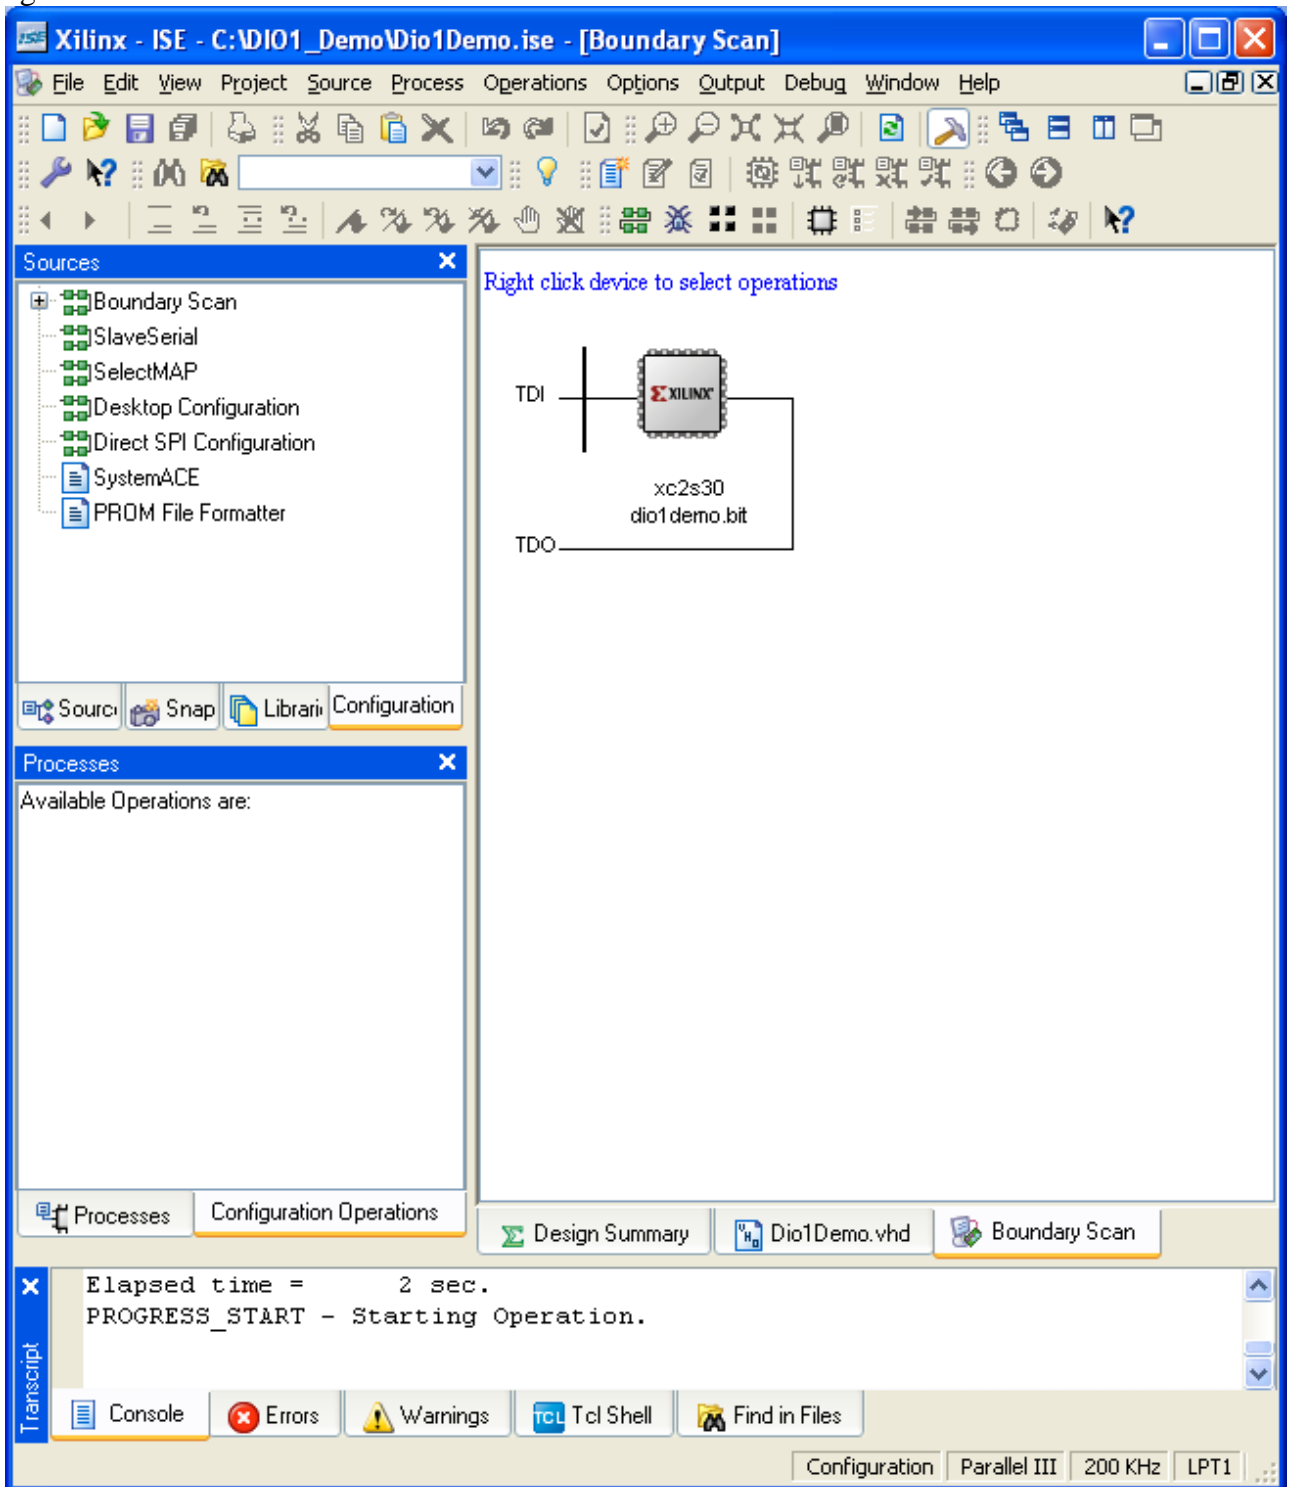 Xilinx - ISE - C:\DIO1_Demo\Dio1Demo.ise - [Boundary Scan]
File Edit View Project Source Process Operations Options Output Debug Window Help
Sources
Boundary Scan
SlaveSerial
SelectMAP
Desktop Configuration
Direct SPI Configuration
SystemACE
PROM File Formatter
Sourc Snap Librari Configuration
Processes
Available Operations are:
Processes Configuration Operations
Right click device to select operations
TDI
XILINX
xc2s30
dio1demo.bit
TDO
Design Summary Dio1Demo.vhd Boundary Scan
Transcript
Elapsed time = 2 sec.
PROGRESS_START - Starting Operation.
Console Errors Warnings TCL Tcl Shell Find in Files
Configuration Parallel III 200 KHz LPT1